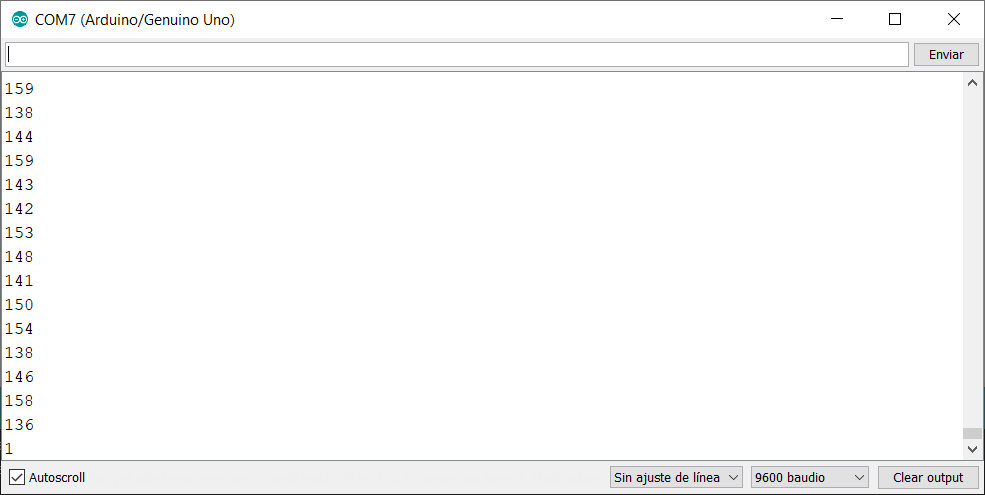 COM7 (Arduino/Genuino Uno)
Enviar
159
138
144
159
143
142
153
148
141
150
154
138
146
158
136
1
Autoscroll
Sin ajuste de línea
9600 baudio
Clear output